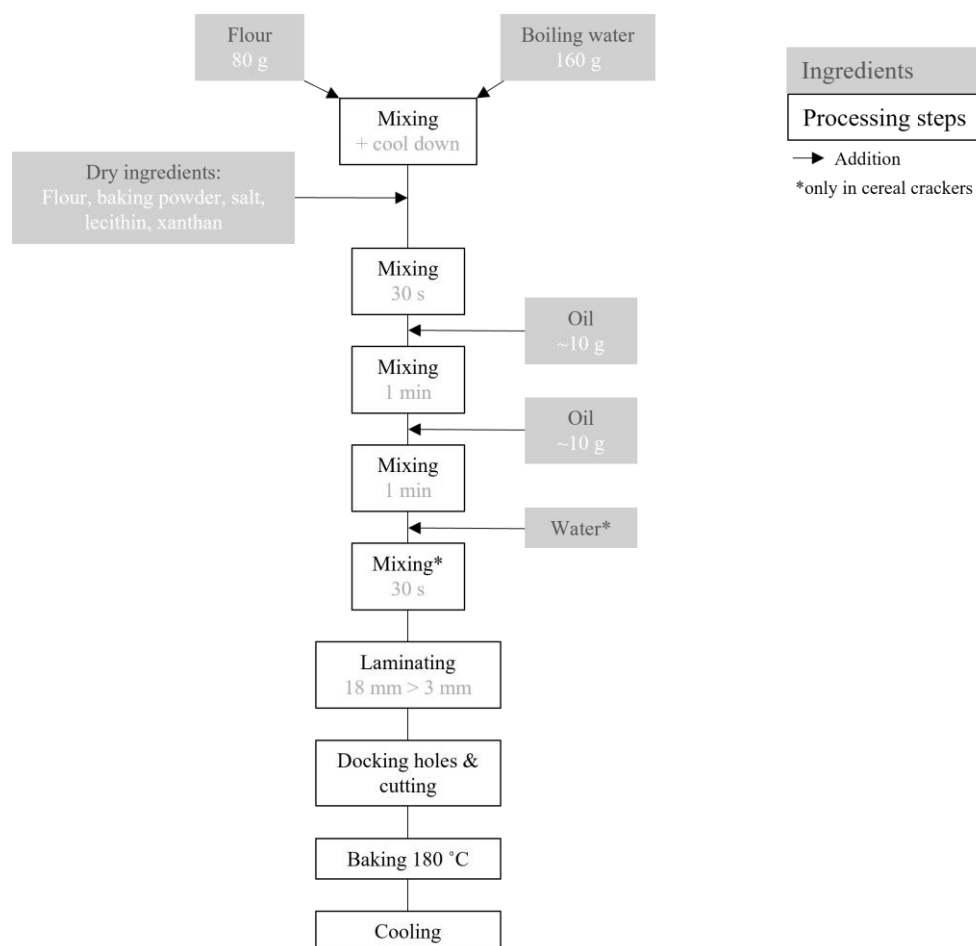 Flour
80 g
Boiling water
160 g
Ingredients
Processing steps
Addition
*only in cereal crackers
Mixing
+ cool down
Dry ingredients:
Flour, baking powder, salt,
lecithin, xanthan
Mixing
30 s
Oil
~10 g
Mixing
1 min
Oil
~10 g
Mixing
1 min
Water*
Mixing*
30 s
Laminating
18 mm > 3 mm
Docking holes &
cutting
Baking 180 ˚C
Cooling